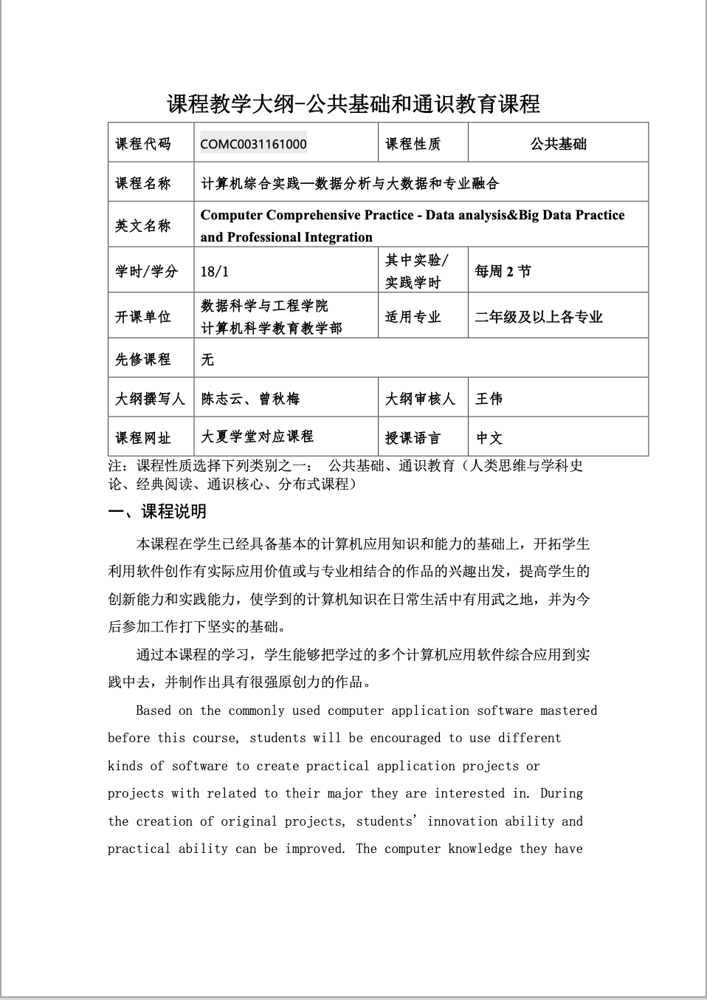 课程教学大纲-公共基础和通识教育课程
课程代码 COMC0031161000 课程性质 公共基础
课程名称 计算机综合实践—数据分析与大数据和专业融合
英文名称 Computer Comprehensive Practice - Data analysis&Big Data Practice
and Professional Integration
学时/学分 18/1 其中实验/
实践学时 每周 2 节
开课单位 数据科学与工程学院
计算机科学教育教学部 适用专业 二年级及以上各专业
先修课程 无
大纲撰写人 陈志云、曾秋梅 大纲审核人 王伟
课程网址 大夏学堂对应课程 授课语言 中文
注：课程性质选择下列类别之一： 公共基础、通识教育（人类思维与学科史
论、经典阅读、通识核心、分布式课程）
一、课程说明
本课程在学生已经具备基本的计算机应用知识和能力的基础上，开拓学生
利用软件创作有实际应用价值或与专业相结合的作品的兴趣出发，提高学生的
创新能力和实践能力，使学到的计算机知识在日常生活中有用武之地，并为今
后参加工作打下坚实的基础。
通过本课程的学习，学生能够把学过的多个计算机应用软件综合应用到实
践中去，并制作出具有很强原创力的作品。
Based on the commonly used computer application software mastered
before this course, students will be encouraged to use different
kinds of software to create practical application projects or
projects with related to their major they are interested in. During
the creation of original projects, students' innovation ability and
practical ability can be improved. The computer knowledge they have